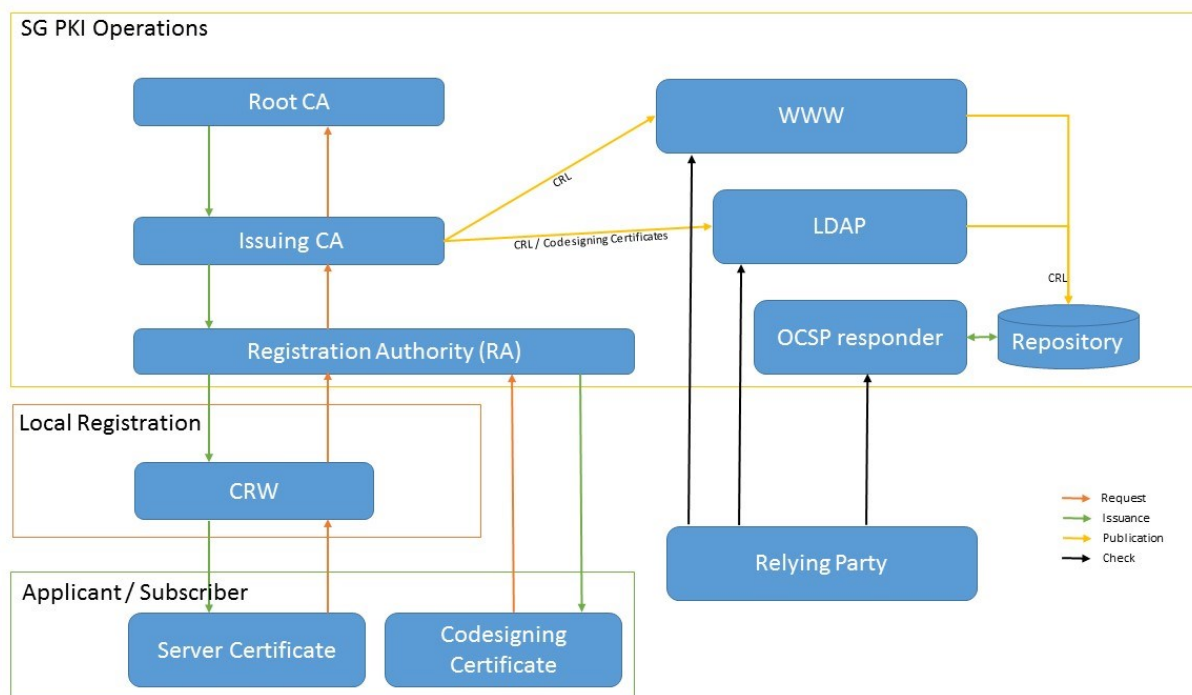 SG PKI Operations
Root CA
WWW
CRL
Issuing CA
CRL / Codesigning Certificates
LDAP
CRL
Registration Authority (RA)
OCSP responder
Repository
Local Registration
CRW
Request
Issuance
Publication
Check
Relying Party
Applicant / Subscriber
Server Certificate
Codesigning
Certificate